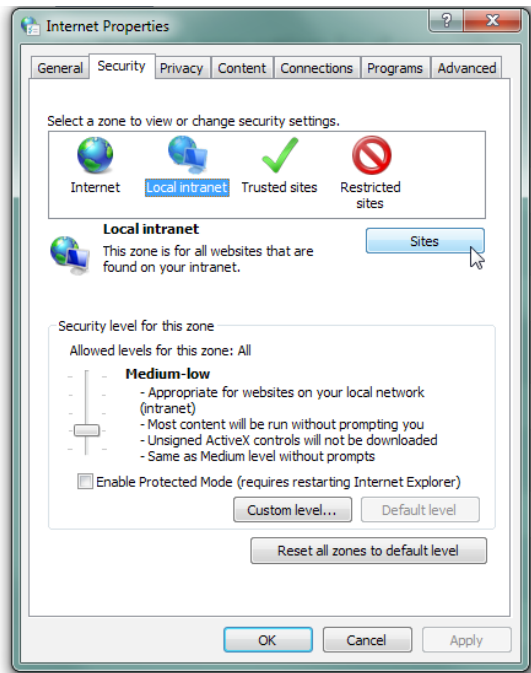 Internet Properties
General Security Privacy Content Connections Programs Advanced
Select a zone to view or change security settings.
Internet Local intranet Trusted sites Restricted
sites
Local intranet
Sites
This zone is for all websites that are
found on your intranet.
Security level for this zone
Allowed levels for this zone: All
Medium-low
- Appropriate for websites on your local network
(intranet)
- Most content will be run without prompting you
- Unsigned ActiveX controls will not be downloaded
- Same as Medium level without prompts
Enable Protected Mode (requires restarting Internet Explorer)
Custom level... Default level
Reset all zones to default level
OK Cancel Apply